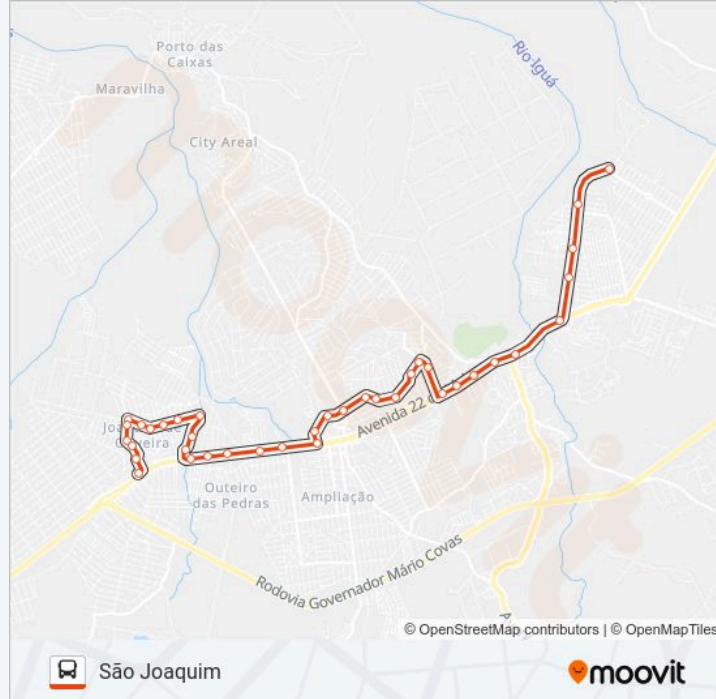 Porto das
Caixas
Maravilha
City Areal
Rio Iguá
Avenida 22 d
Outeiro
das Pedras
Ampliação
Rodovia Governador Mário Covas
© OpenStreetMap contributors | © OpenMapTiles
São Joaquim
moovit